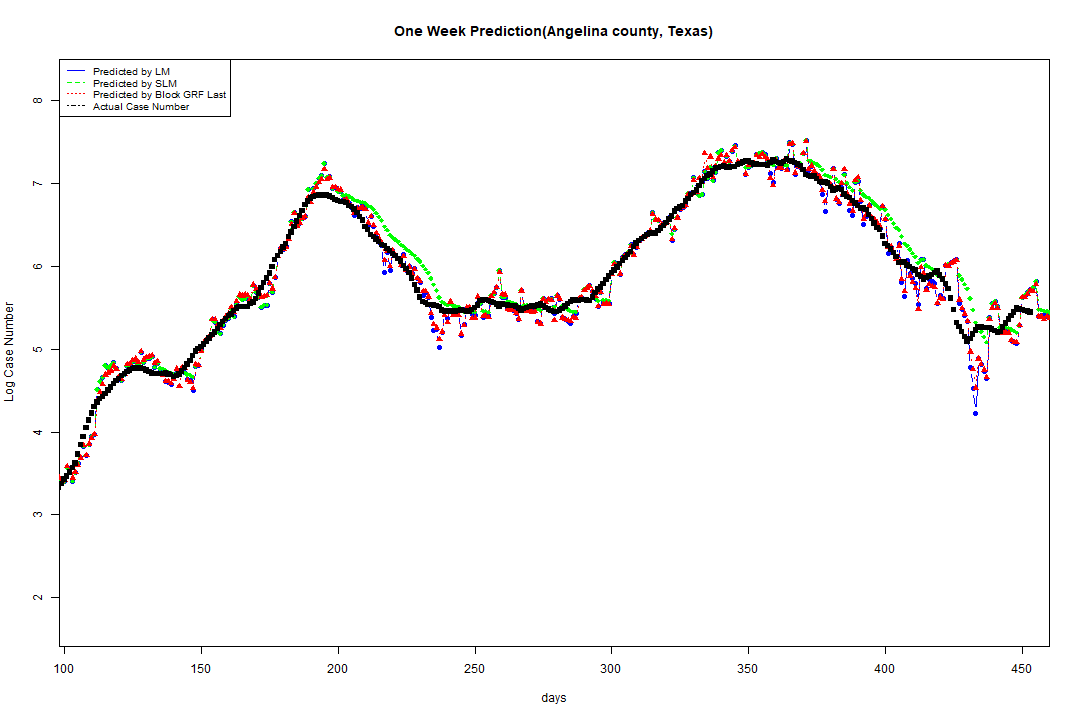 One Week Prediction(Angelina county, Texas)
Predicted by LM
Predicted by SLM
Predicted by Block GRF Last
Actual Case Number
Log Case Number
8
7
6
5
4
3
2
100 150 200 250 300 350 400 450
days